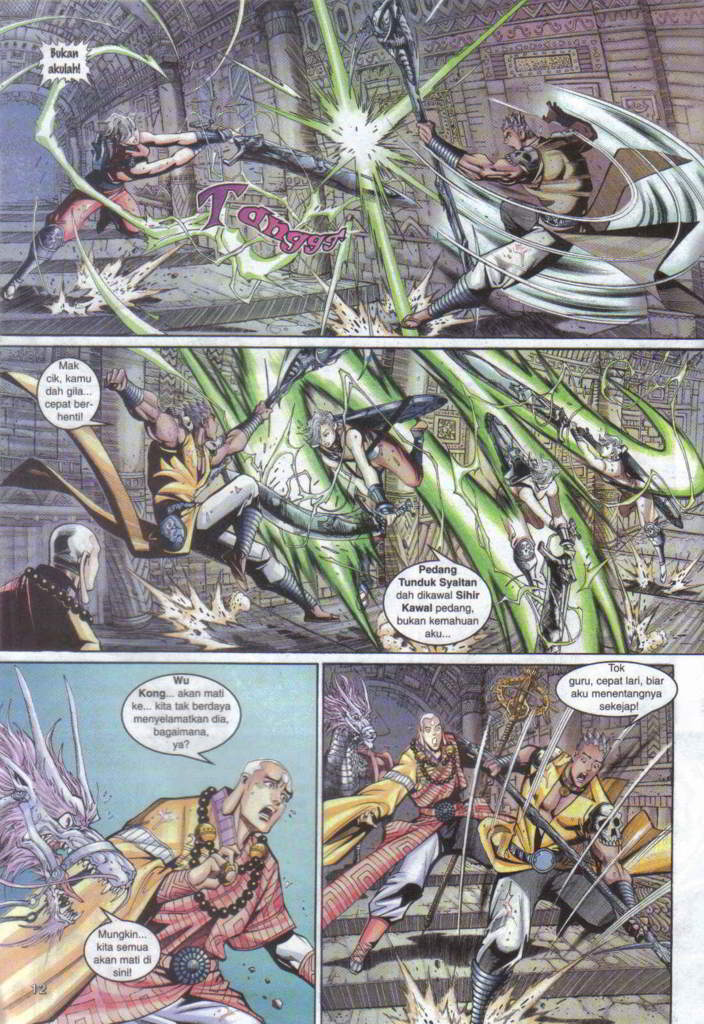 Bukan
akulah!
Tanggg
Mak
cik, kamu
dah gila...
cepat ber-
henti!
Pedang
Tunduk Syaitan
dah dikawal Sihir
Kawal pedang,
bukan kemahuan
aku...
Wu
Kong... akan mati
ke... kita tak berdaya
menyelamatkan dia,
bagaimana,
ya?
Mungkin...
kita semua
akan mati di
sini!
Tok
guru, cepat lari, biar
aku menentangnya
sekejap!
12